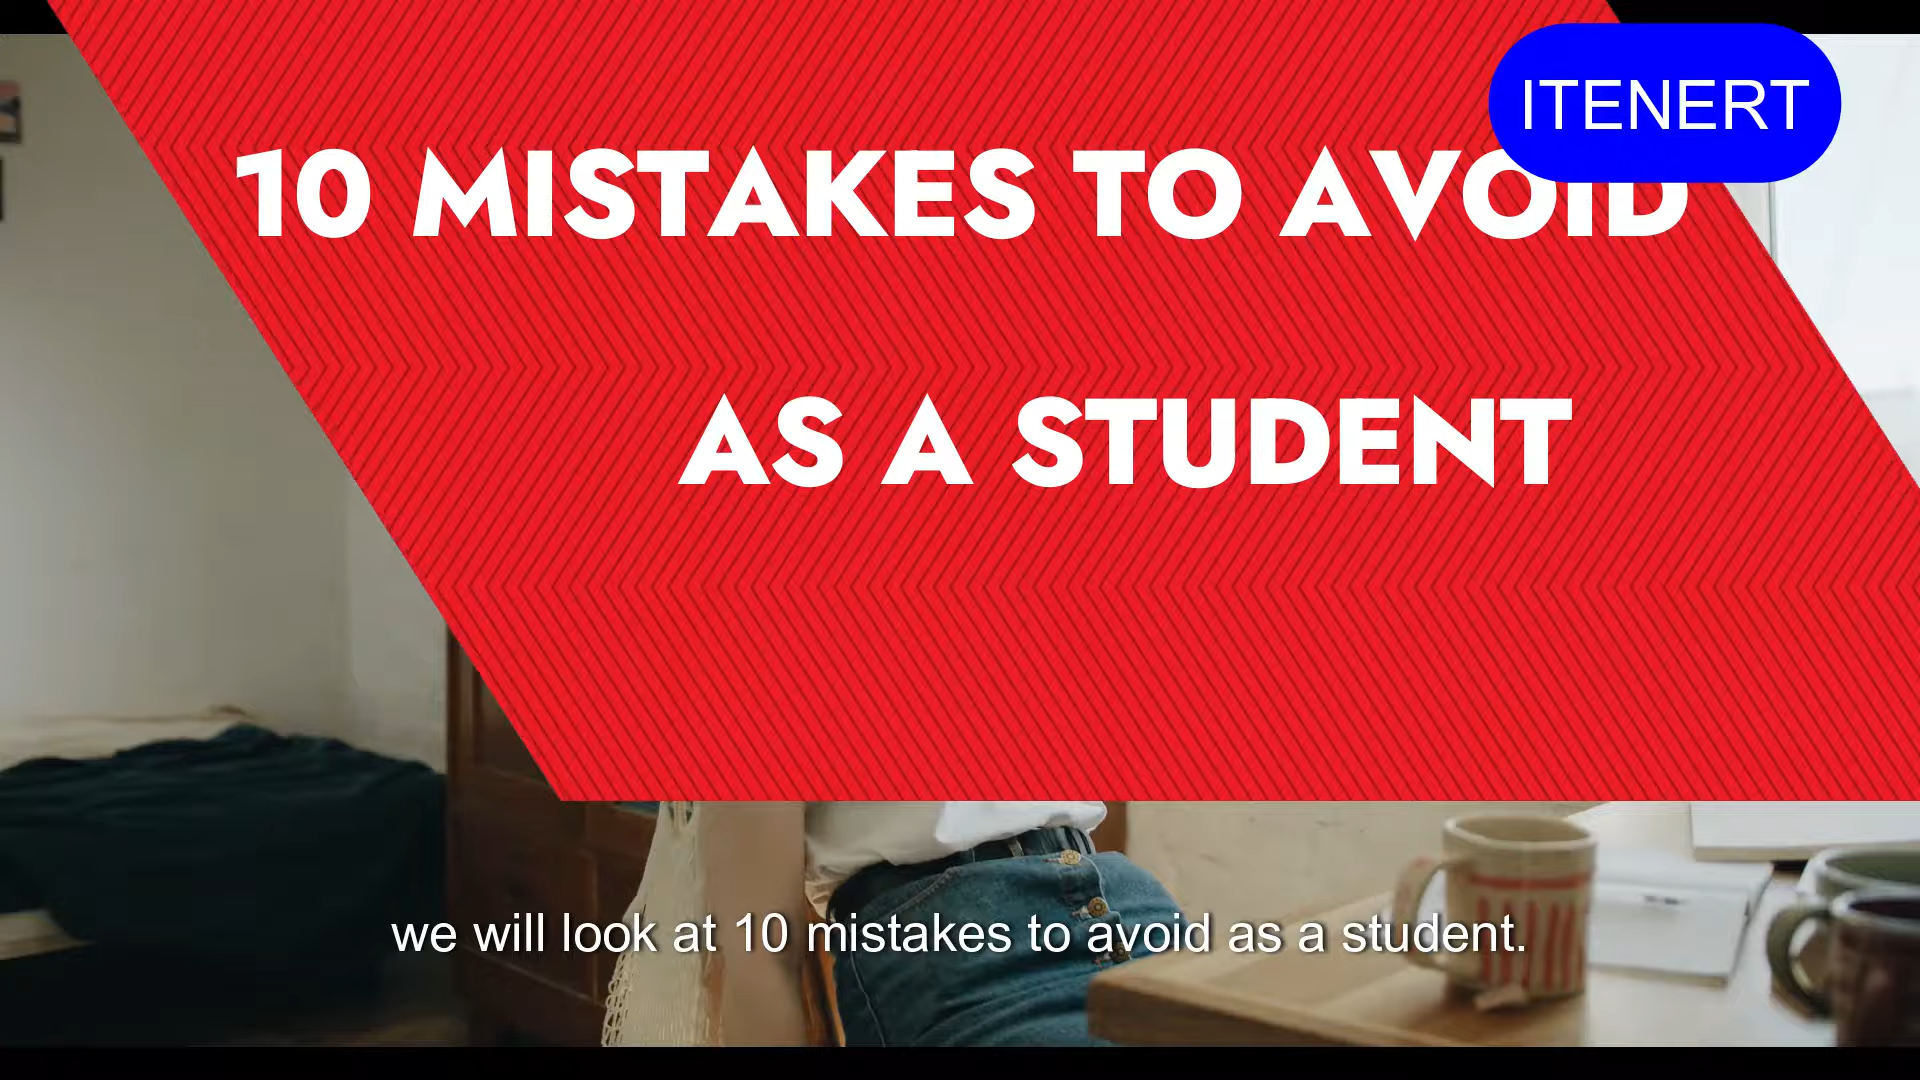 ITENERT
10 MISTAKES TO AVOID
AS A STUDENT
we will look at 10 mistakes to avoid as a student.